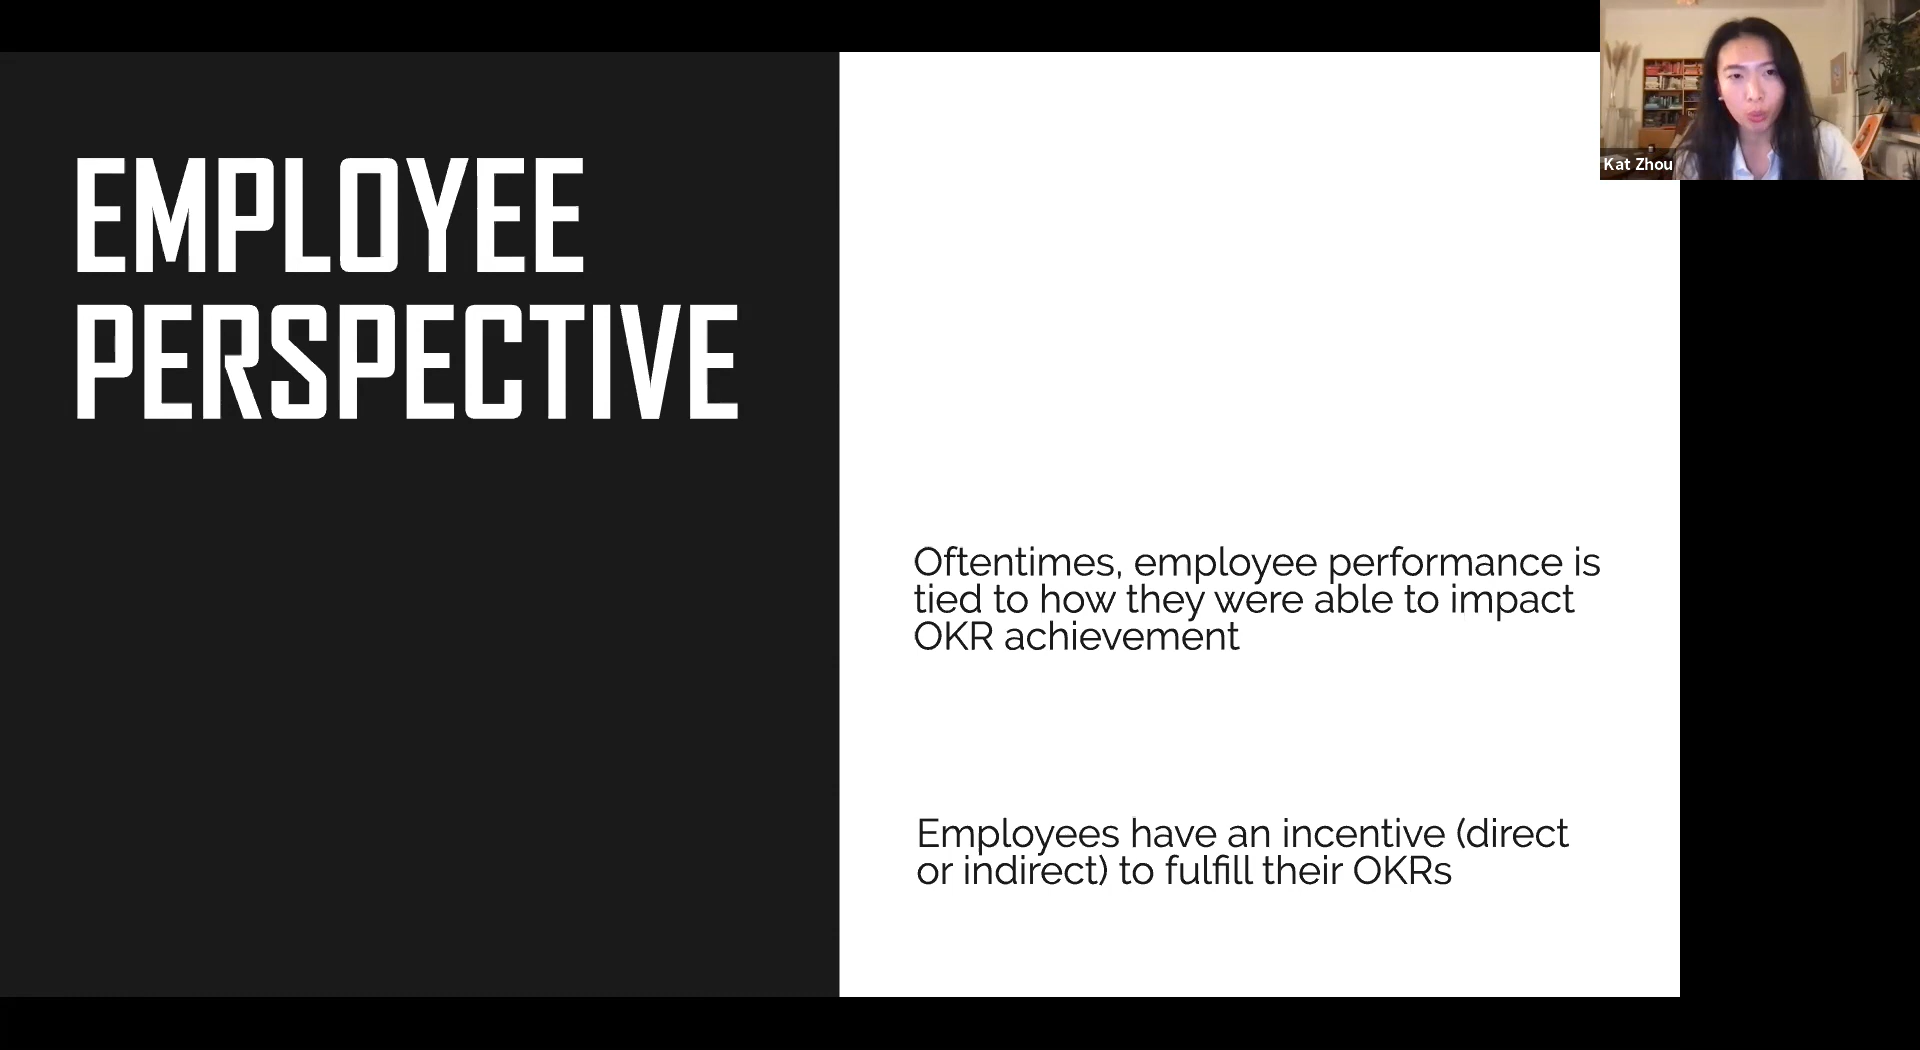 EMPLOYEE
PERSPECTIVE
Oftentimes, employee performance is
tied to how they were able to impact
OKR achievement
Employees have an incentive (direct
or indirect) to fulfill their OKRs
Kat Zhou